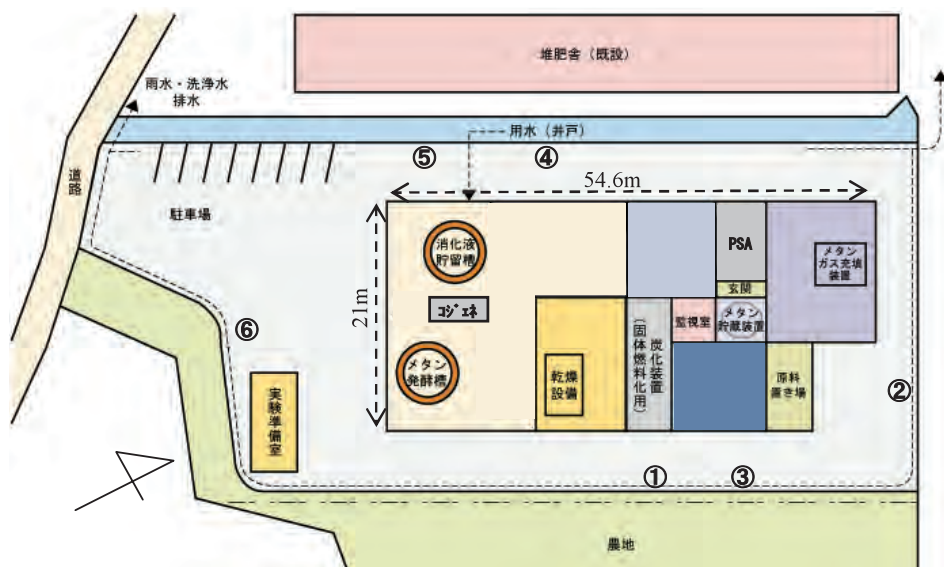 堆肥舎（既設）
雨水・洗浄水
排水
用水（井戸）
⑤
④
道路
54.6m
駐車場
消化液
貯留槽
PSA
メタン
ガス充填
装置
玄関
21m
コジェネ
⑥
監視室
メタン
貯蔵装置
炭化装置
（固体燃料化用）
メタン
発酵槽
乾燥
設備
原料
置き場
②
実験準備室
①
③
農地